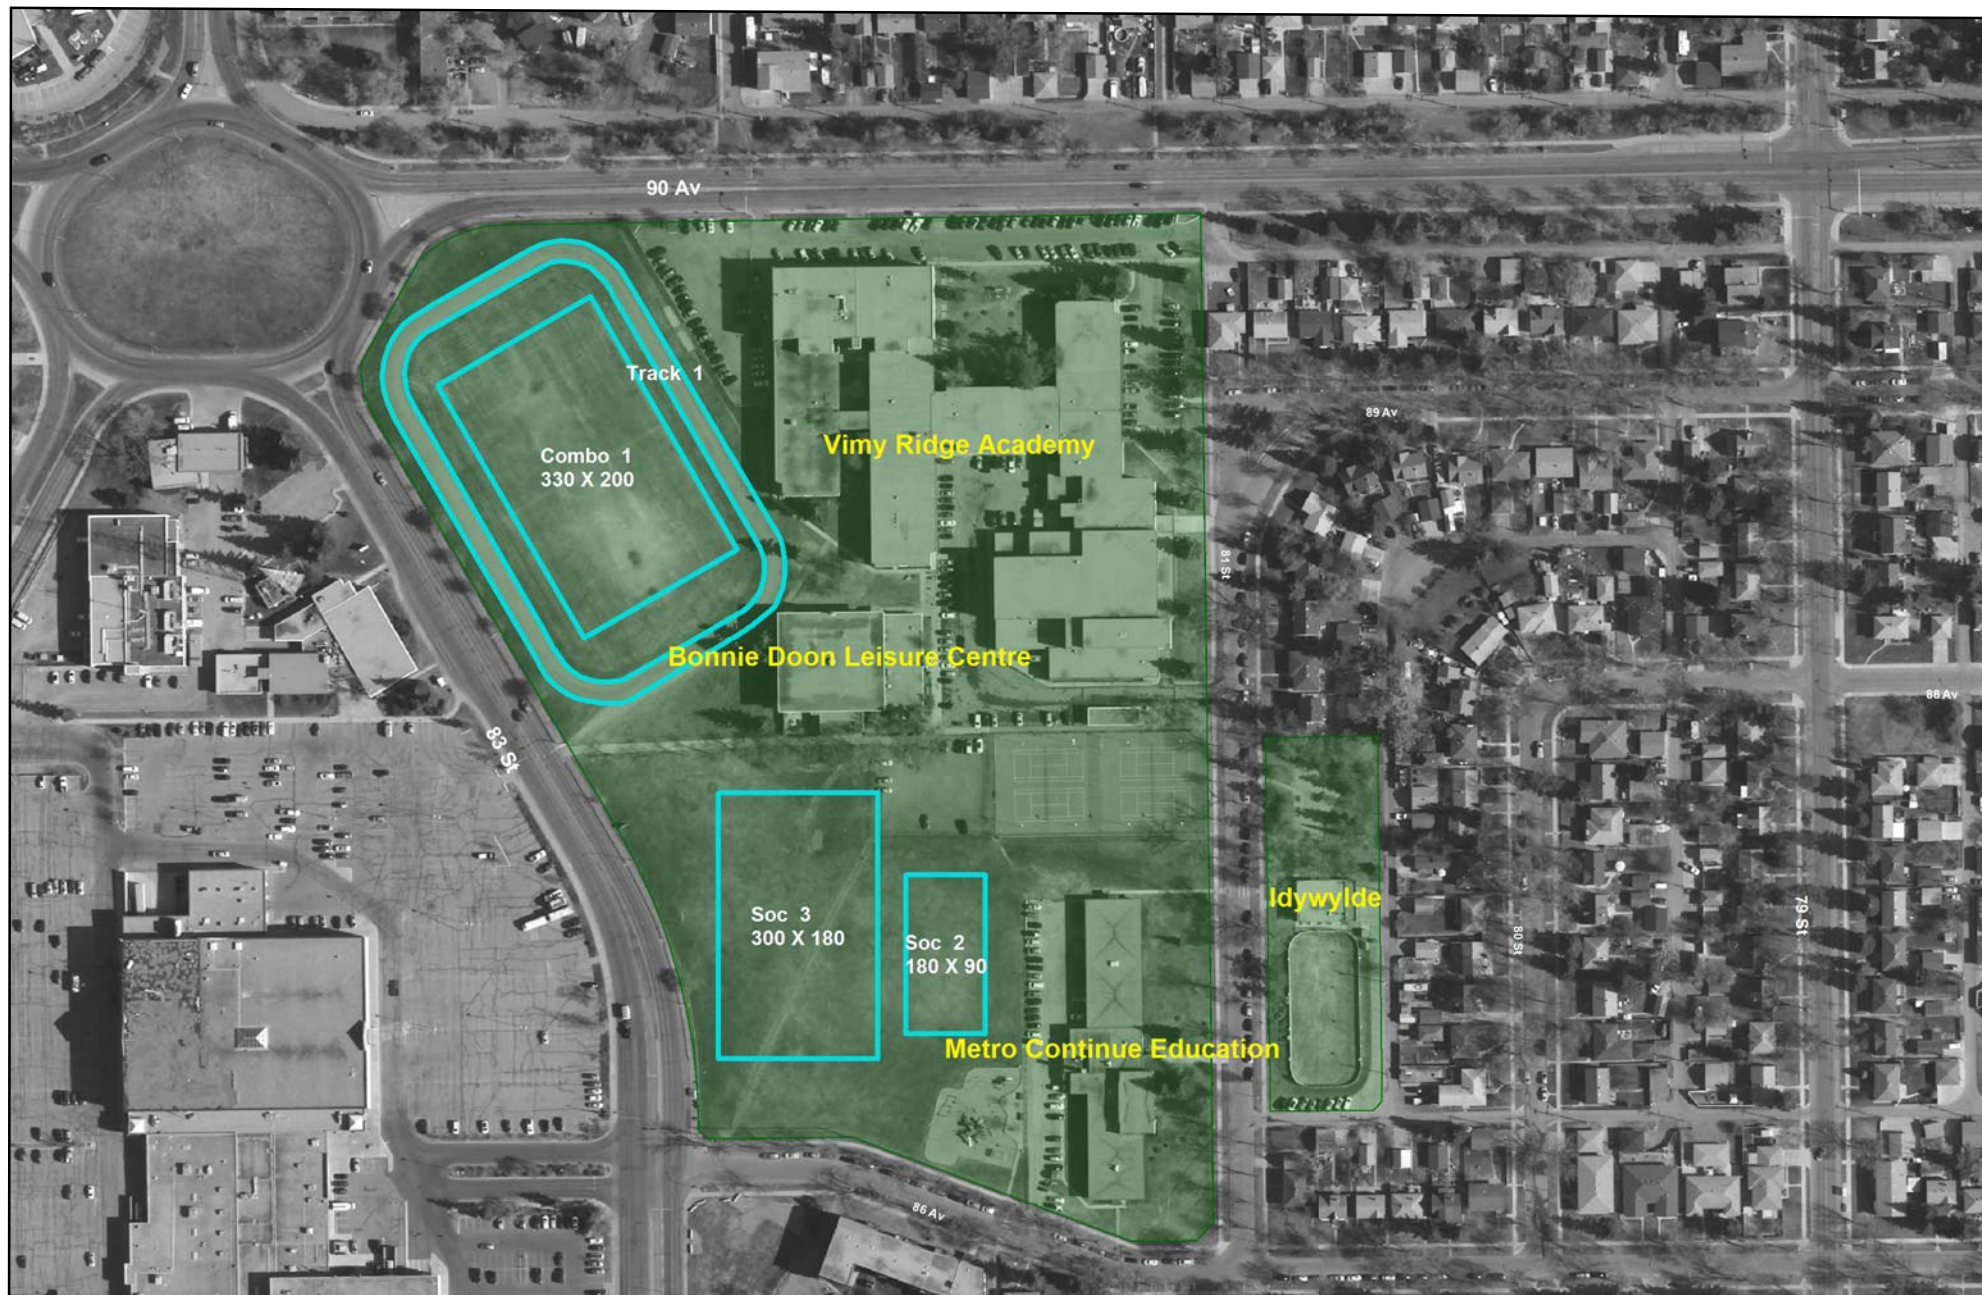 90 Av
Track 1
89 Av
Vimy Ridge Academy
Combo 1
330 X 200
81 St
Bonnie Doon Leisure Centre
88 Av
83 St
Idywylde
Soc 3
300 X 180
Soc 2
180 X 90
79 St
80 St
Metro Continue Education
86 Av